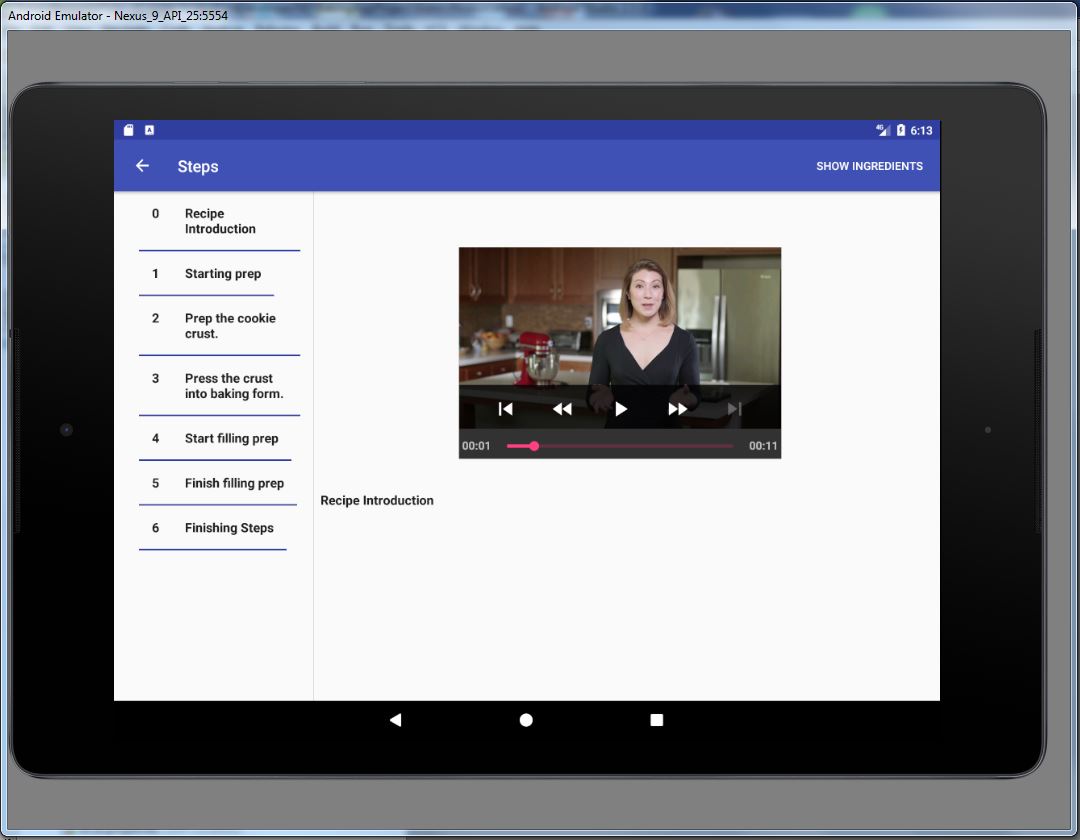 Android Emulator - Nexus_9_API_25:5554
4G
6:13
Steps
SHOW INGREDIENTS
0 Recipe
Introduction
1 Starting prep
2 Prep the cookie
crust.
3 Press the crust
into baking form.
4 Start filling prep
5 Finish filling prep
6 Finishing Steps
00:01 00:11
Recipe Introduction